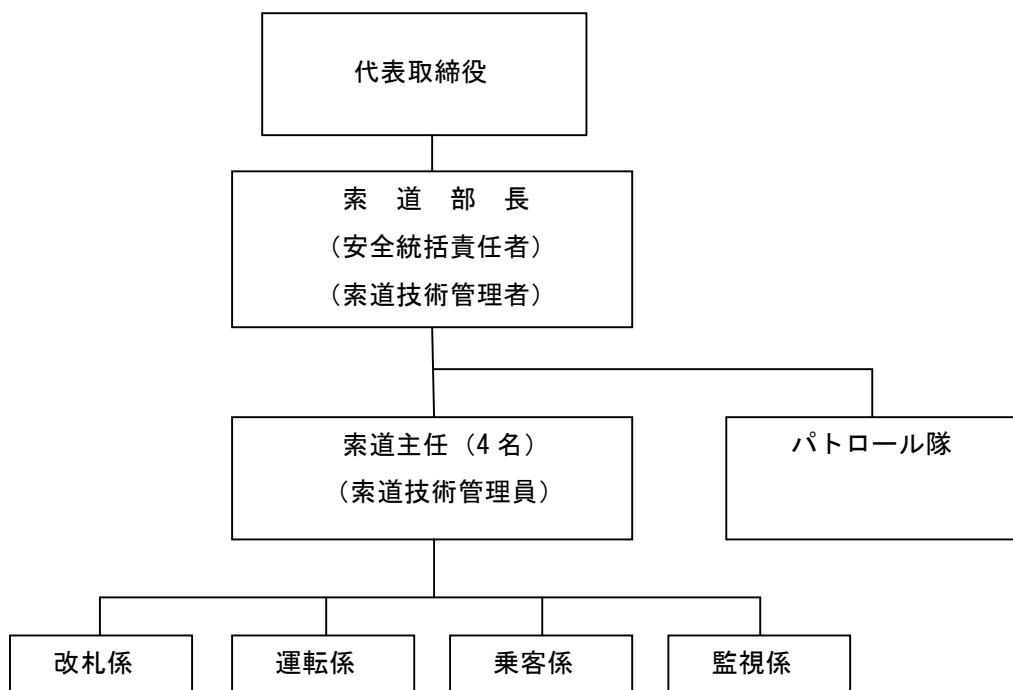 代表取締役
索　道　部　長
（安全統括責任者）
（索道技術管理者）
索道主任（4 名）
（索道技術管理員）
パトロール隊
改札係
運転係
乗客係
監視係